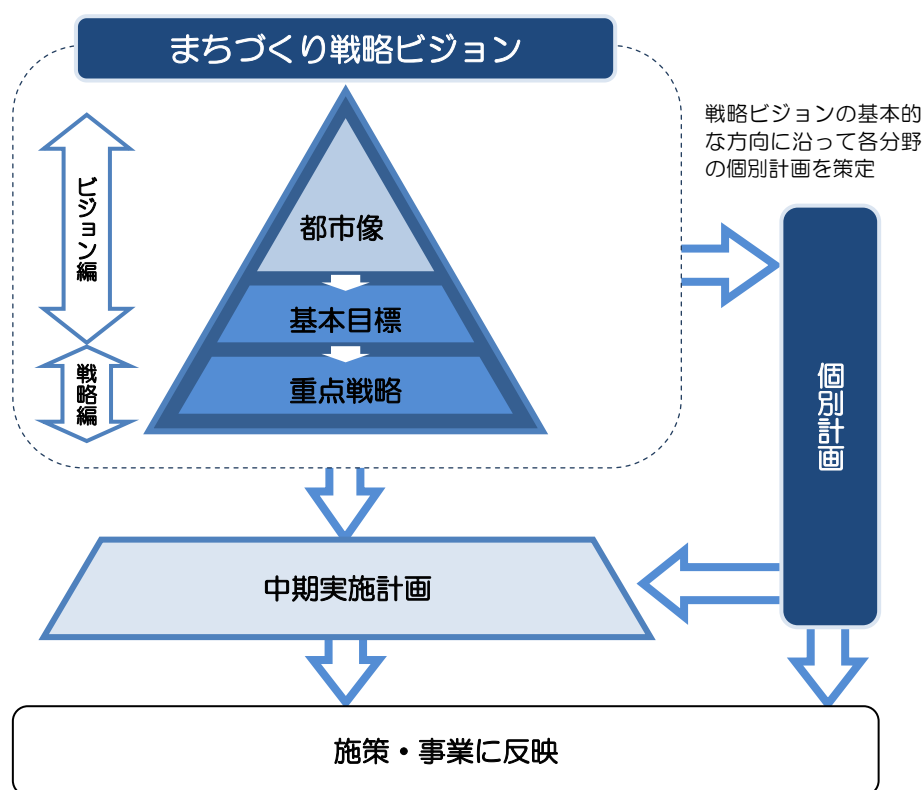 まちづくり戦略ビジョン
戦略ビジョンの基本的
な方向に沿って各分野
の個別計画を策定
ビジョン編
都市像
基本目標
戦略編
重点戦略
個別計画
中期実施計画
施策・事業に反映